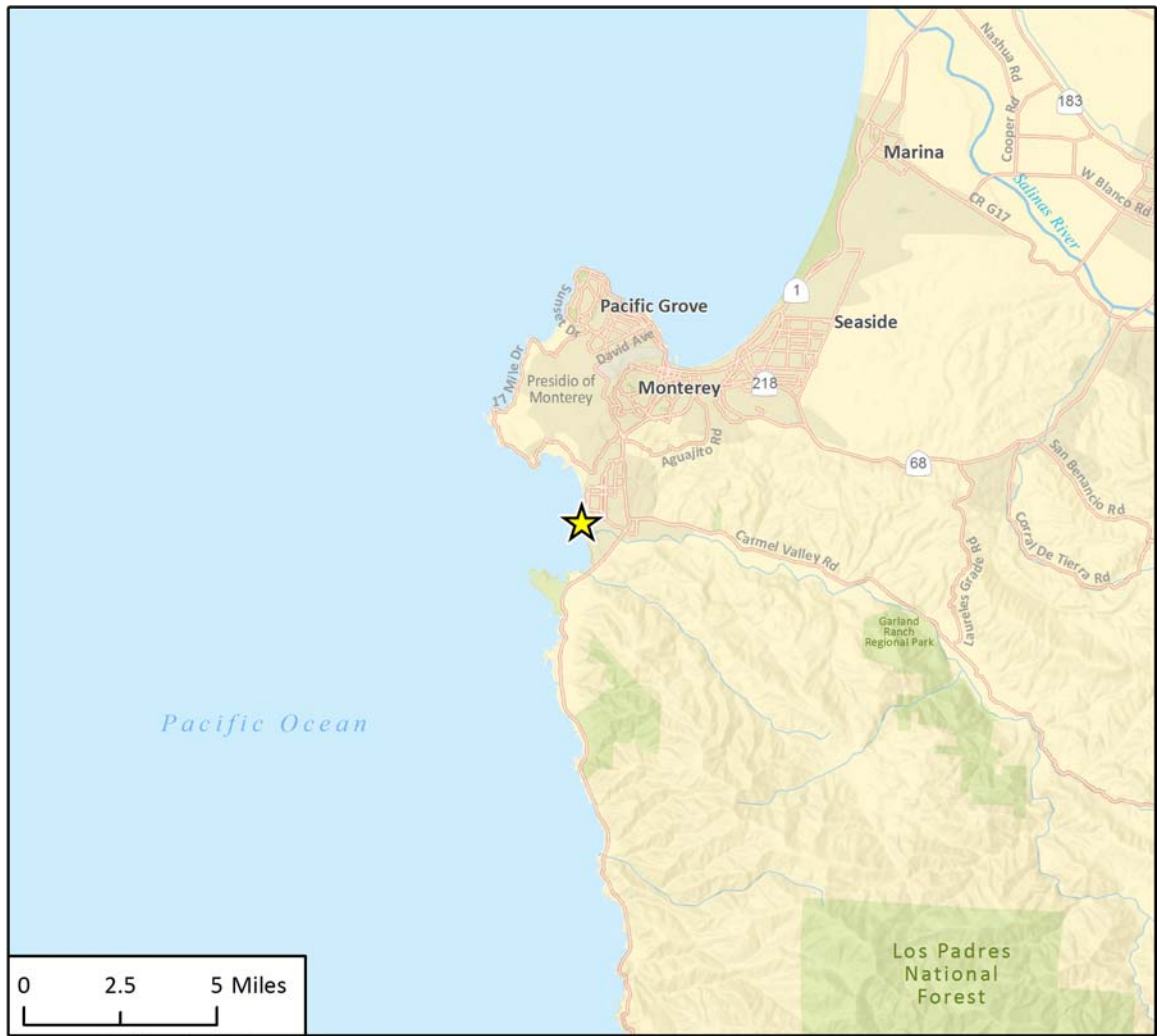 Nashua Rd
183
Cooper Rd
Marina
W Blanco Rd
Salinas River
CR G17
1
Sunset Dr
Pacific Grove
Seaside
David Ave
17 Mile Dr
Presidio of
Monterey
Monterey
218
Aguajito Rd
68
San Benancio Rd
Corral De Tierra Rd
Carmel Valley Rd
Laureles Grade Rd
Garland
Ranch
Regional Park
Pacific Ocean
Los Padres
National
Forest
0 2.5 5 Miles